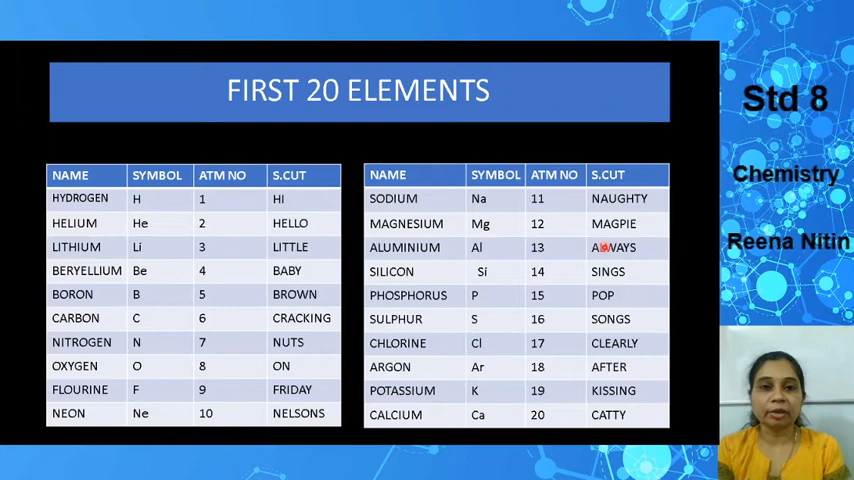 FIRST 20 ELEMENTS
NAME SYMBOL ATM NO S.CUT
HYDROGEN H 1 HI
HELIUM He 2 HELLO
LITHIUM Li 3 LITTLE
BERYELLIUM Be 4 BABY
BORON B 5 BROWN
CARBON C 6 CRACKING
NITROGEN N 7 NUTS
OXYGEN O 8 ON
FLOURINE F 9 FRIDAY
NEON Ne 10 NELSONS
NAME SYMBOL ATM NO S.CUT
SODIUM Na 11 NAUGHTY
MAGNESIUM Mg 12 MAGPIE
ALUMINIUM Al 13 ALWAYS
SILICON Si 14 SINGS
PHOSPHORUS P 15 POP
SULPHUR S 16 SONGS
CHLORINE Cl 17 CLEARLY
ARGON Ar 18 AFTER
POTASSIUM K 19 KISSING
CALCIUM Ca 20 CATTY
Std 8
Chemistry
Reena Nitin